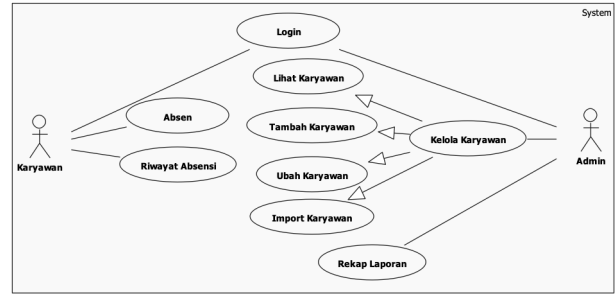 System
Login
Lihat Karyawan
Absen
Tambah Karyawan
Kelola Karyawan
Karyawan
Riwayat Absensi
Admin
Ubah Karyawan
Import Karyawan
Rekap Laporan